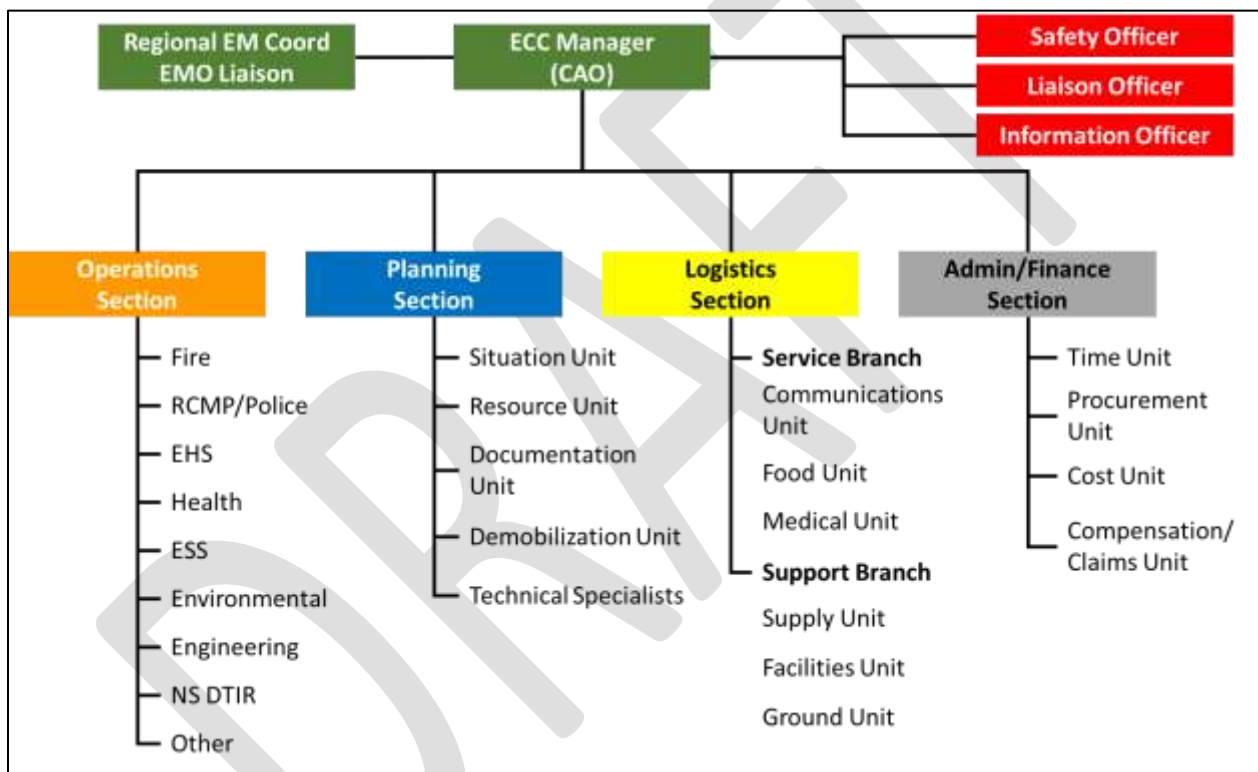 Regional EM Coord
EMO Liaison
ECC Manager
(CAO)
Safety Officer
Liaison Officer
Information Officer
Operations
Section
Fire
RCMP/Police
EHS
Health
ESS
Environmental
Engineering
NS DTIR
Other
Planning
Section
Situation Unit
Resource Unit
Documentation
Unit
Demobilization Unit
Technical Specialists
Logistics
Section
Service Branch
Communications
Unit
Food Unit
Medical Unit
Support Branch
Supply Unit
Facilities Unit
Ground Unit
Admin/Finance
Section
Time Unit
Procurement
Unit
Cost Unit
Compensation/
Claims Unit
DRAFT